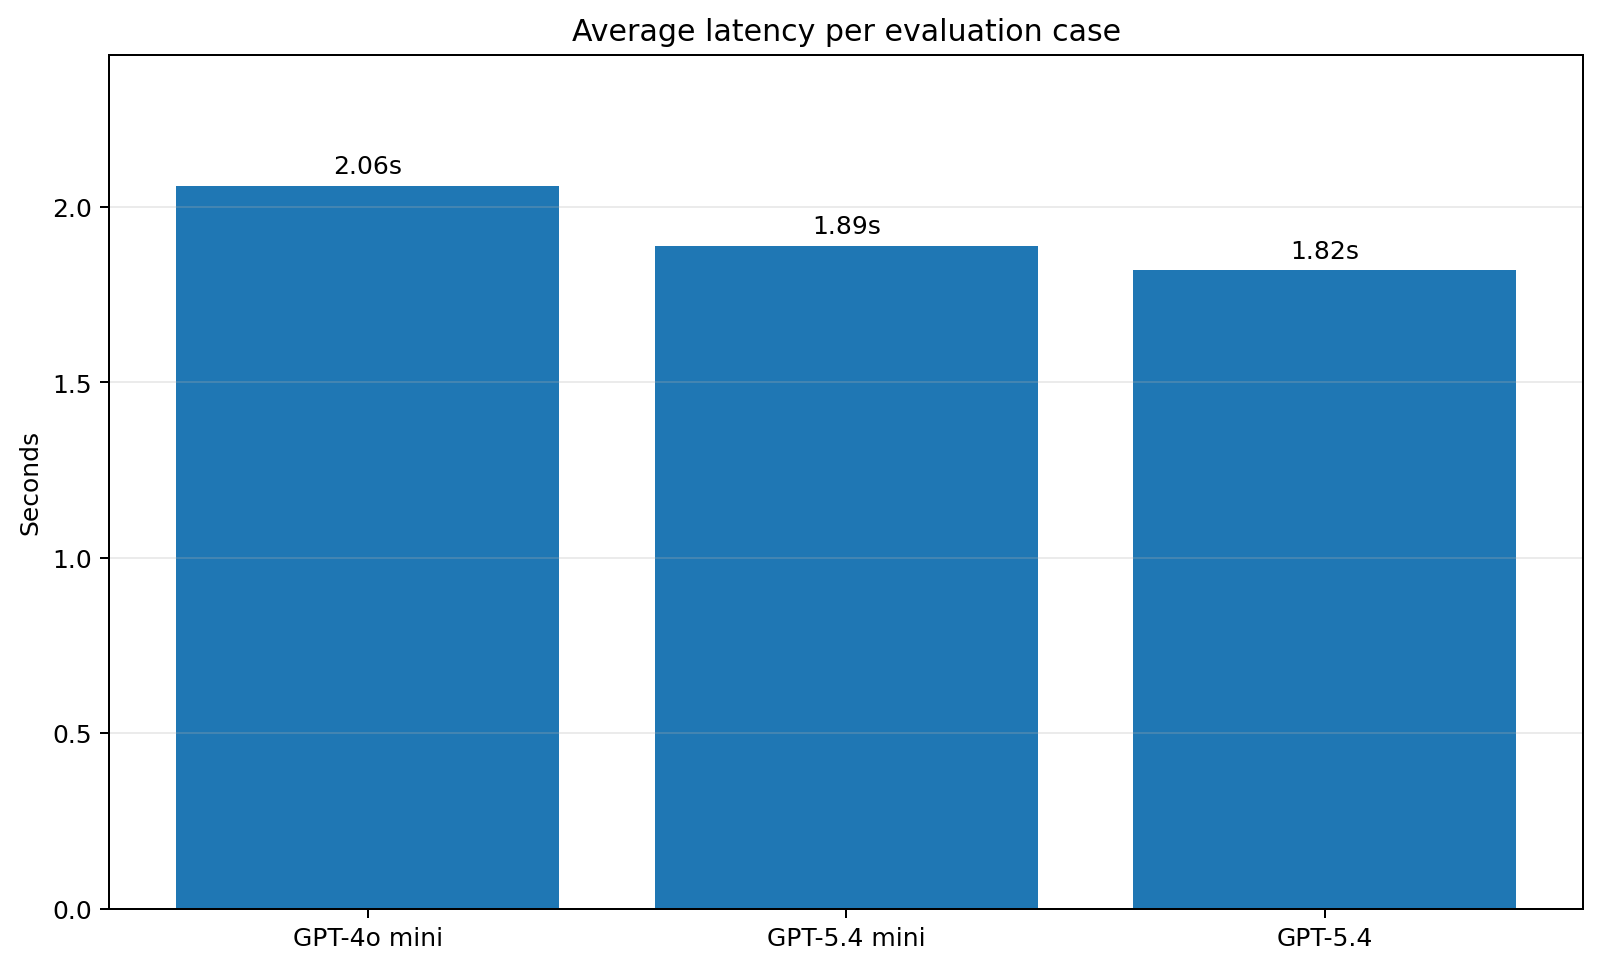 Average latency per evaluation case
2.06s
1.89s
1.82s
2.0
1.5
1.0
0.5
0.0
Seconds
GPT-4o mini
GPT-5.4 mini
GPT-5.4